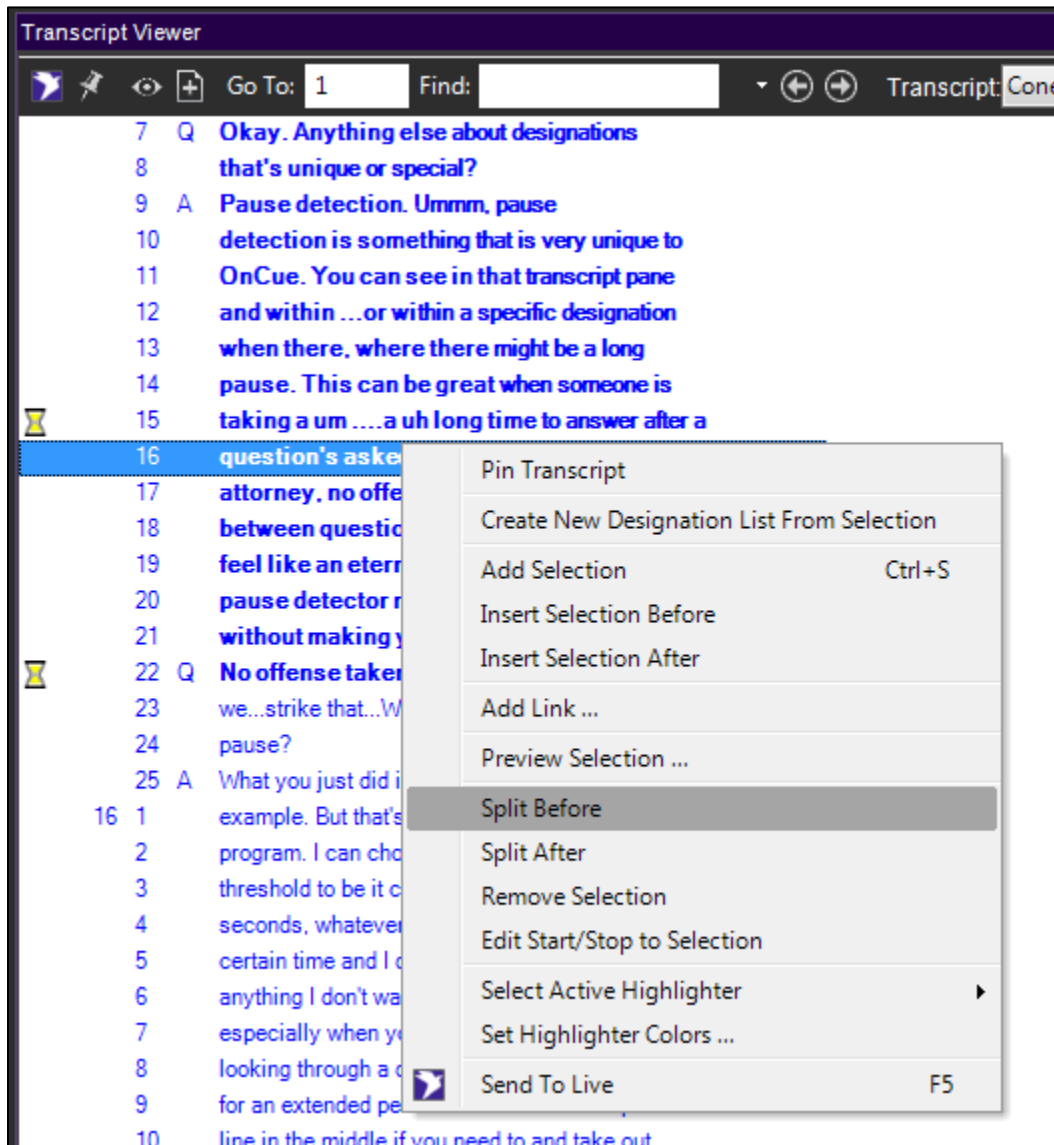 Transcript Viewer
Go To: 1 Find: Transcript: Cone
7 Q Okay. Anything else about designations
8 that's unique or special?
9 A Pause detection. Ummm, pause
10 detection is something that is very unique to
11 OnCue. You can see in that transcript pane
12 and within ...or within a specific designation
13 when there, where there might be a long
14 pause. This can be great when someone is
15 taking a um ....a uh long time to answer after a
16 question's aske
17 attorney, no offe
18 between questio
19 feel like an etern
20 pause detector
21 without making
22 Q No offense taken
23 we...strike that...W
24 pause?
25 A What you just did i
16 1 example. But that's
2 program. I can cho
3 threshold to be it c
4 seconds, whatever
5 certain time and I
6 anything I don't wa
7 especially when yo
8 looking through a
9 for an extended pe
10 line in the middle if you need to and take out
Pin Transcript
Create New Designation List From Selection
Add Selection Ctrl+S
Insert Selection Before
Insert Selection After
Add Link ...
Preview Selection ...
Split Before
Split After
Remove Selection
Edit Start/Stop to Selection
Select Active Highlighter
Set Highlighter Colors ...
Send To Live F5